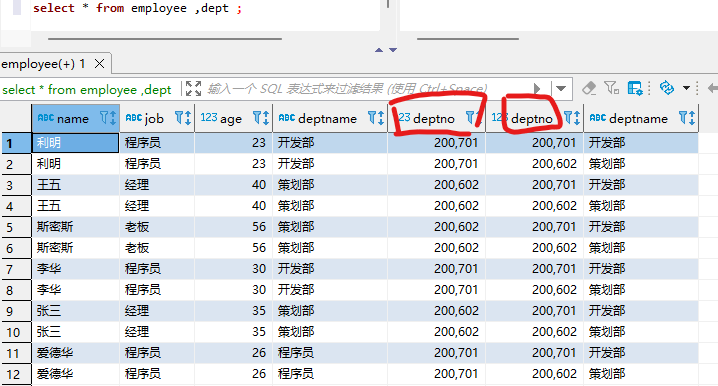 select * from employee ,dept ;
employee(+) 1
select * from employee ,dept 输入一个 SQL 表达式来过滤结果 (使用 Ctrl+Space)
ABC name ABC job 123 age ABC deptname 123 deptno 123 deptno ABC deptname
1 利明 程序员 23 开发部 200,701 200,701 开发部
2 利明 程序员 23 开发部 200,701 200,602 策划部
3 王五 经理 40 策划部 200,602 200,701 开发部
4 王五 经理 40 策划部 200,602 200,602 策划部
5 斯密斯 老板 56 策划部 200,602 200,701 开发部
6 斯密斯 老板 56 策划部 200,602 200,602 策划部
7 李华 程序员 30 开发部 200,701 200,701 开发部
8 李华 程序员 30 开发部 200,701 200,602 策划部
9 张三 经理 35 策划部 200,602 200,701 开发部
10 张三 经理 35 策划部 200,602 200,602 策划部
11 爱德华 程序员 26 程序员 200,701 200,701 开发部
12 爱德华 程序员 26 程序员 200,701 200,602 策划部